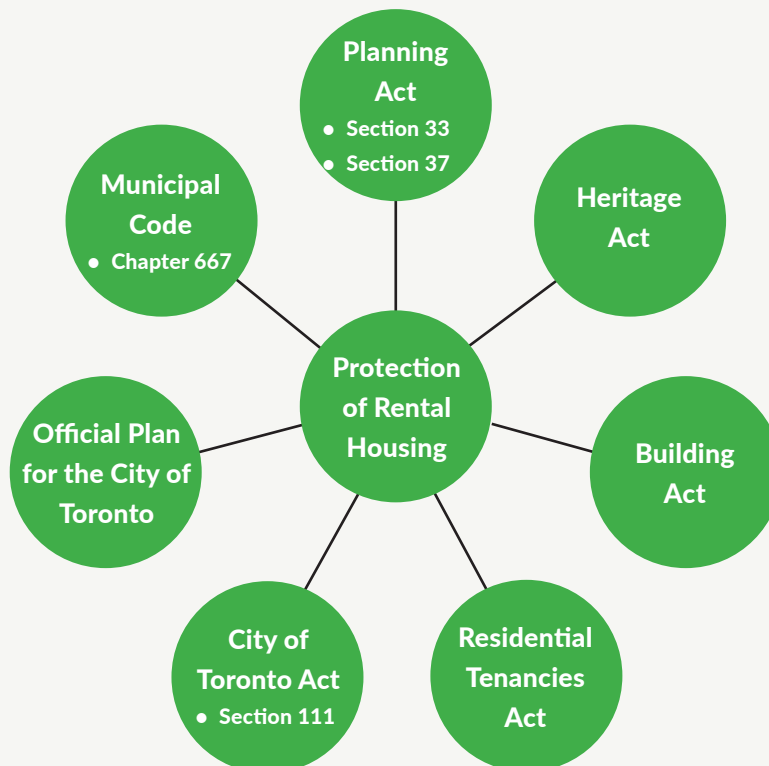 Planning
Act
• Section 33
• Section 37
Municipal
Code
• Chapter 667
Heritage
Act
Protection
of Rental
Housing
Official Plan
for the City of
Toronto
Building
Act
City of
Toronto Act
• Section 111
Residential
Tenancies
Act